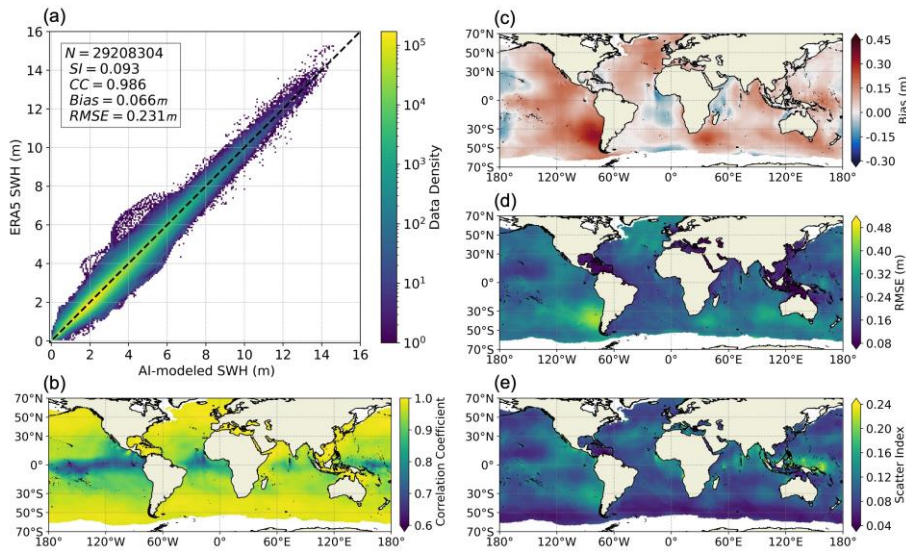 (a)
16
14
12
10
8
6
4
2
0
ERA5 SWH (m)
N = 29208304
SI = 0.093
CC = 0.986
Bias = 0.066m
RMSE = 0.231m
0 2 4 6 8 10 12 14 16
AI-modeled SWH (m)
10⁵
10⁴
10³
10²
10¹
10⁰
Data Density
(b)
70°N
50°N
30°N
0°
30°S
50°S
70°S
180° 120°W 60°W 0° 60°E 120°E 180°
1.0
0.9
0.8
0.7
0.6
Correlation Coefficient
(c)
70°N
50°N
30°N
0°
30°S
50°S
70°S
180° 120°W 60°W 0° 60°E 120°E 180°
0.45
0.30
0.15
0.00
-0.15
-0.30
Bias (m)
(d)
70°N
50°N
30°N
0°
30°S
50°S
70°S
180° 120°W 60°W 0° 60°E 120°E 180°
0.48
0.40
0.32
0.24
0.16
0.08
RMSE (m)
(e)
70°N
50°N
30°N
0°
30°S
50°S
70°S
180° 120°W 60°W 0° 60°E 120°E 180°
0.24
0.20
0.16
0.12
0.08
0.04
Scatter Index